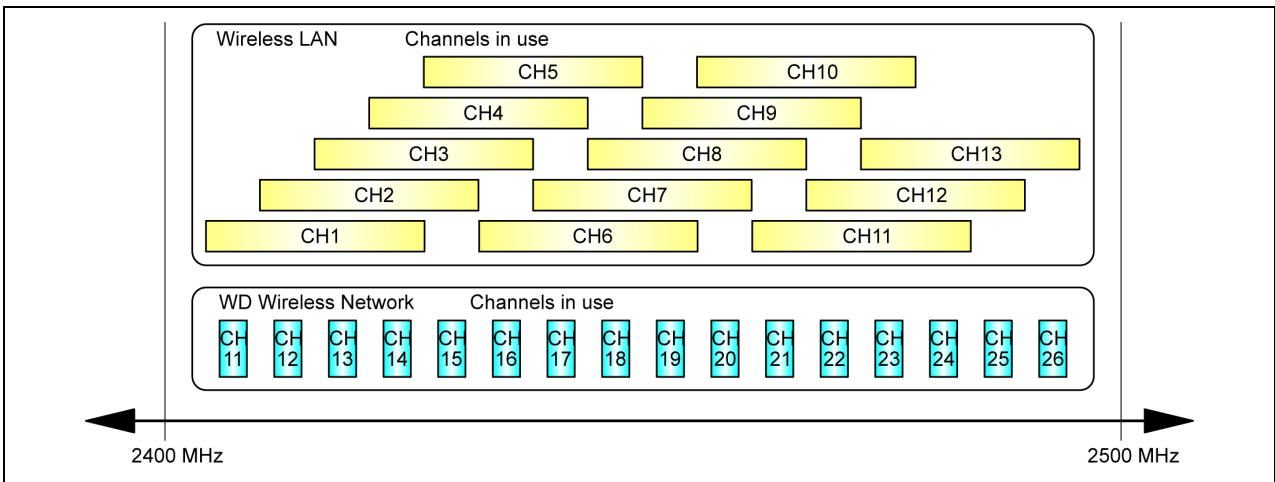 Wireless LAN Channels in use
CH5 CH10
CH4 CH9
CH3 CH8 CH13
CH2 CH7 CH12
CH1 CH6 CH11
WD Wireless Network Channels in use
CH CH CH CH CH CH CH CH CH CH CH CH CH CH CH CH
11 12 13 14 15 16 17 18 19 20 21 22 23 24 25 26
2400 MHz 2500 MHz